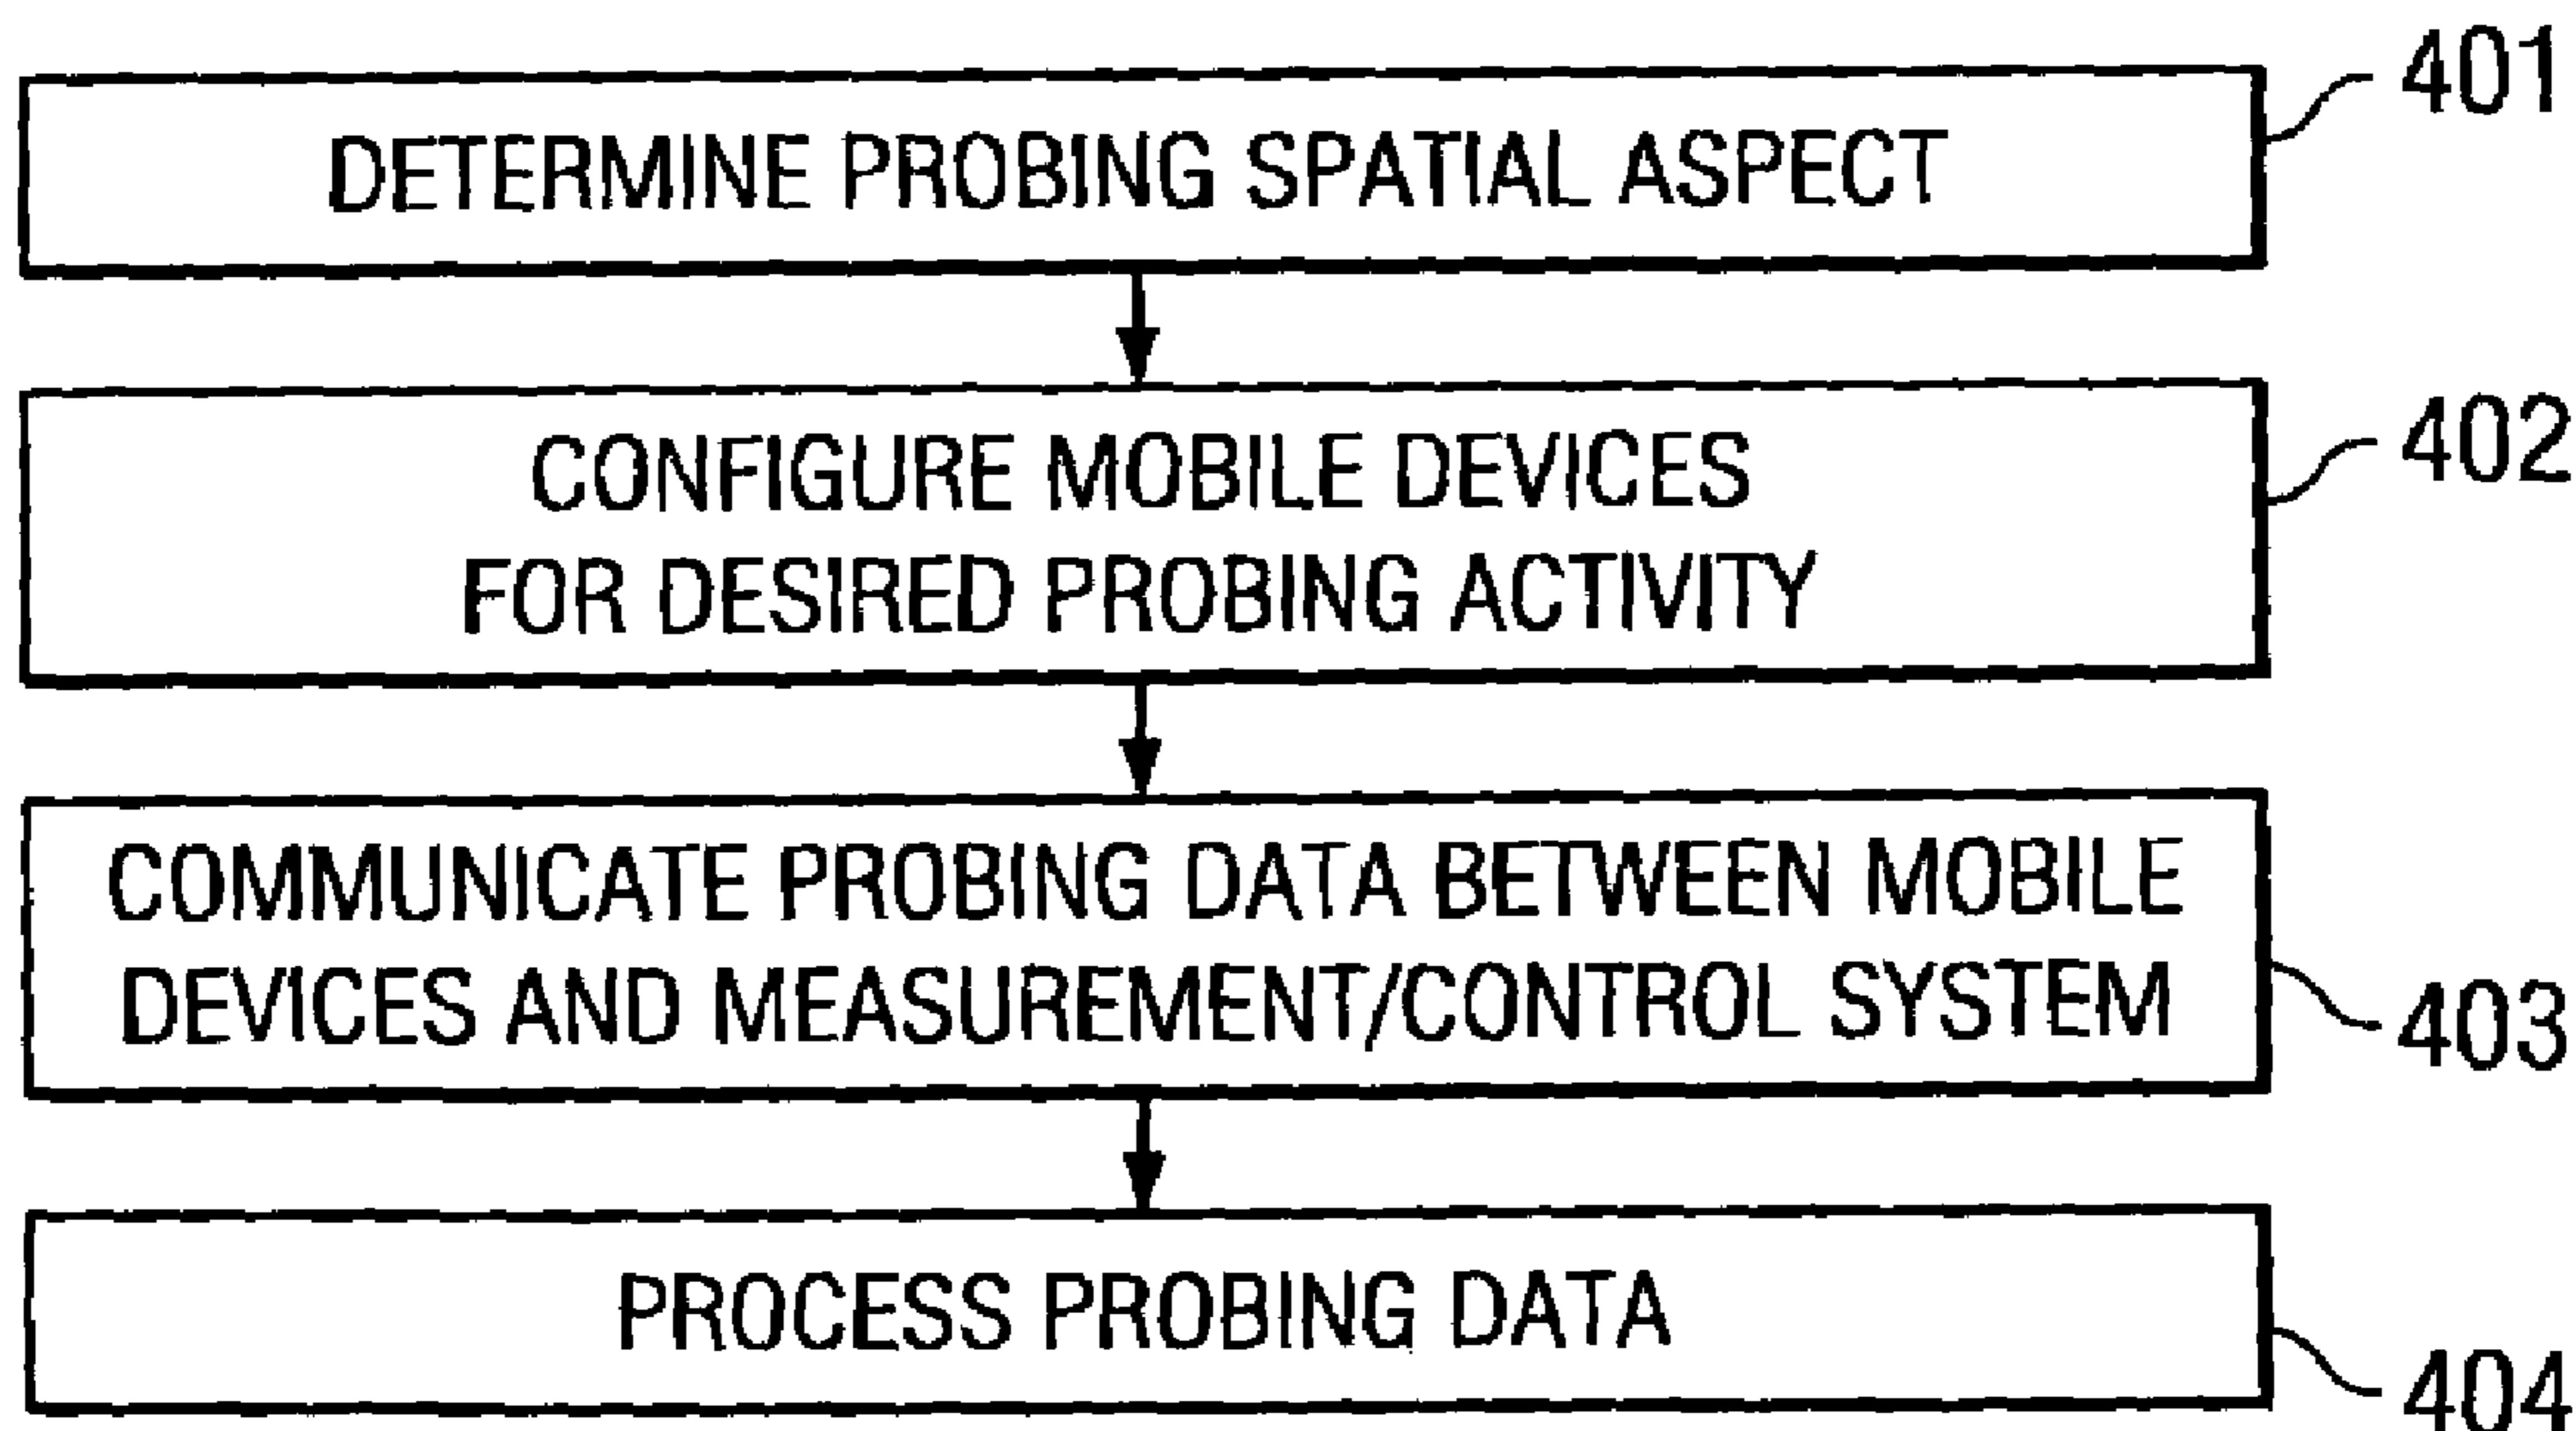 401
DETERMINE PROBING SPATIAL ASPECT
402
CONFIGURE MOBILE DEVICES
FOR DESIRED PROBING ACTIVITY
COMMUNICATE PROBING DATA BETWEEN MOBILE
DEVICES AND MEASUREMENT/CONTROL SYSTEM
403
PROCESS PROBING DATA
404